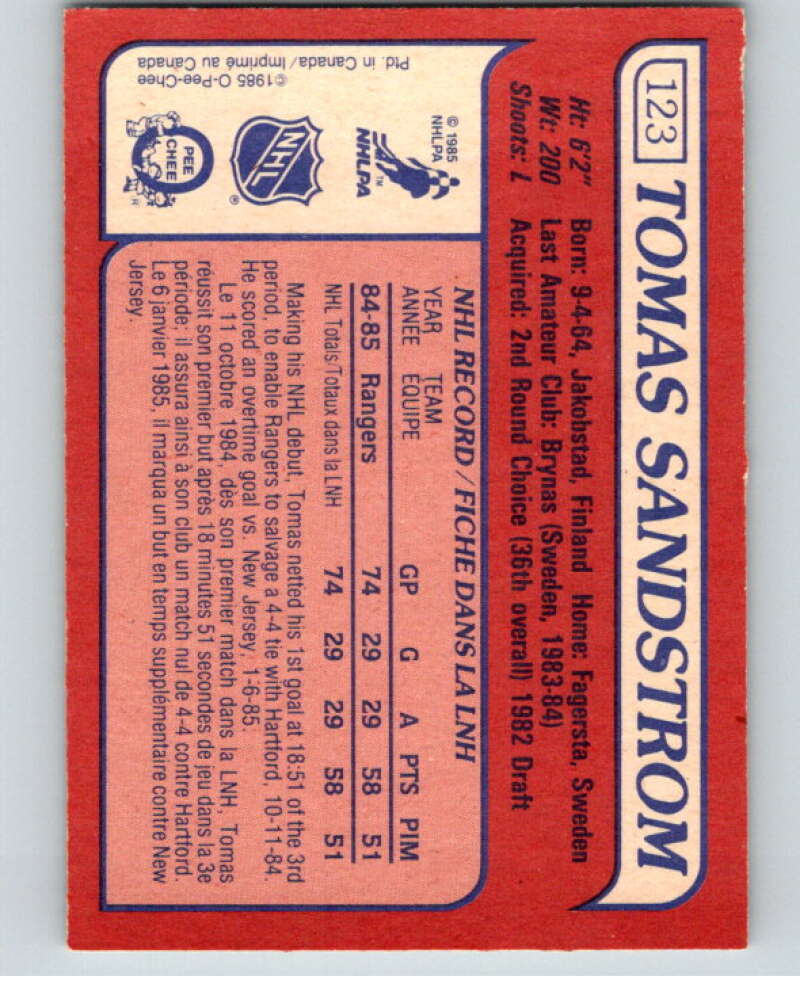 123 TOMAS SANDSTROM
Ht: 6'2" Born: 9-4-64, Jakobstad, Finland Home: Fagersta, Sweden
Wt: 200 Last Amateur Club: Brynas (Sweden, 1983-84)
Shoots: L Acquired: 2nd Round Choice (36th overall) 1982 Draft
NHL RECORD/FICHE DANS LA LNH
YEAR TEAM
ANNÉE ÉQUIPE GP G A PTS PIM
84-85 Rangers 74 29 29 58 51
NHL Totals/Totaux dans la LNH 74 29 29 58 51
Making his NHL debut, Tomas netted his 1st goal at 18:51 of the 3rd
period, to enable Rangers to salvage a 4-4 tie with Hartford, 10-11-84.
He scored an overtime goal vs. New Jersey, 1-6-85.
Le 11 octobre 1984, dès son premier match dans la LNH, Tomas
réussit son premier but après 18 minutes 51 secondes de jeu dans la 3e
période; il assura ainsi à son club un match nul de 4-4 contre Hartford.
Le 6 janvier 1985, il marqua un but en temps supplémentaire contre New
Jersey.
© 1985
NHLPA
NHLPA™
NHL®
O PEE
CHEE
©1985 O-Pee-Chee
Ptd. in Canada/Imprimé au Canada